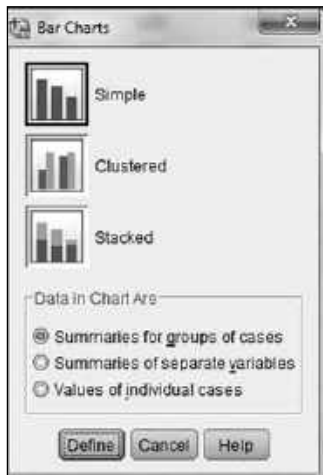 Bar Charts
Simple
Clustered
Stacked
Data in Chart Are
Summaries for groups of cases
Summaries of separate variables
Values of individual cases
Define Cancel Help